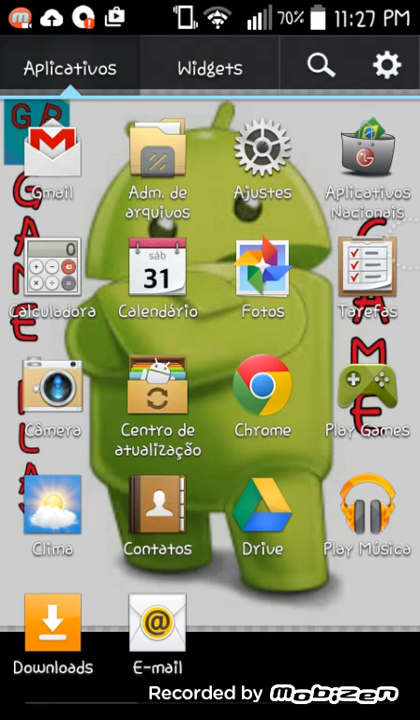 70% 11:27 PM
Aplicativos Widgets
G P
Gmail
Adm. de
arquivos
Ajustes
Aplicativos
Nacionais
LG
Calculadora
sáb
31
Calendário
Fotos
Tarefas
Câmera
Centro de
atualização
Chrome
Play Games
Clima
Contatos
Drive
Play Música
Downloads
E-mail
Recorded by Mobizen